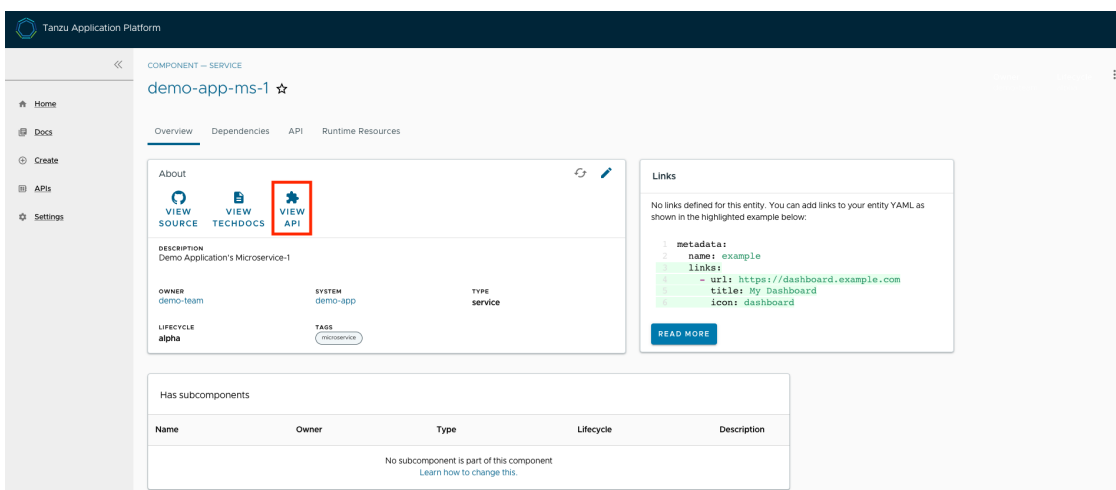 Tanzu Application Platform
Home
Docs
Create
APIs
Settings
COMPONENT — SERVICE
demo-app-ms-1
Overview Dependencies API Runtime Resources
About
VIEW SOURCE
VIEW TECHDOCS
VIEW API
DESCRIPTION
Demo Application's Microservice-1
OWNER
demo-team
SYSTEM
demo-app
TYPE
service
LIFECYCLE
alpha
TAGS
microservice
Links
No links defined for this entity. You can add links to your entity YAML as
shown in the highlighted example below:
1 metadata:
2 name: example
3 links:
4 - url: https://dashboard.example.com
5 title: My Dashboard
6 icon: dashboard
READ MORE
Has subcomponents
Name Owner Type Lifecycle Description
No subcomponent is part of this component
Learn how to change this.